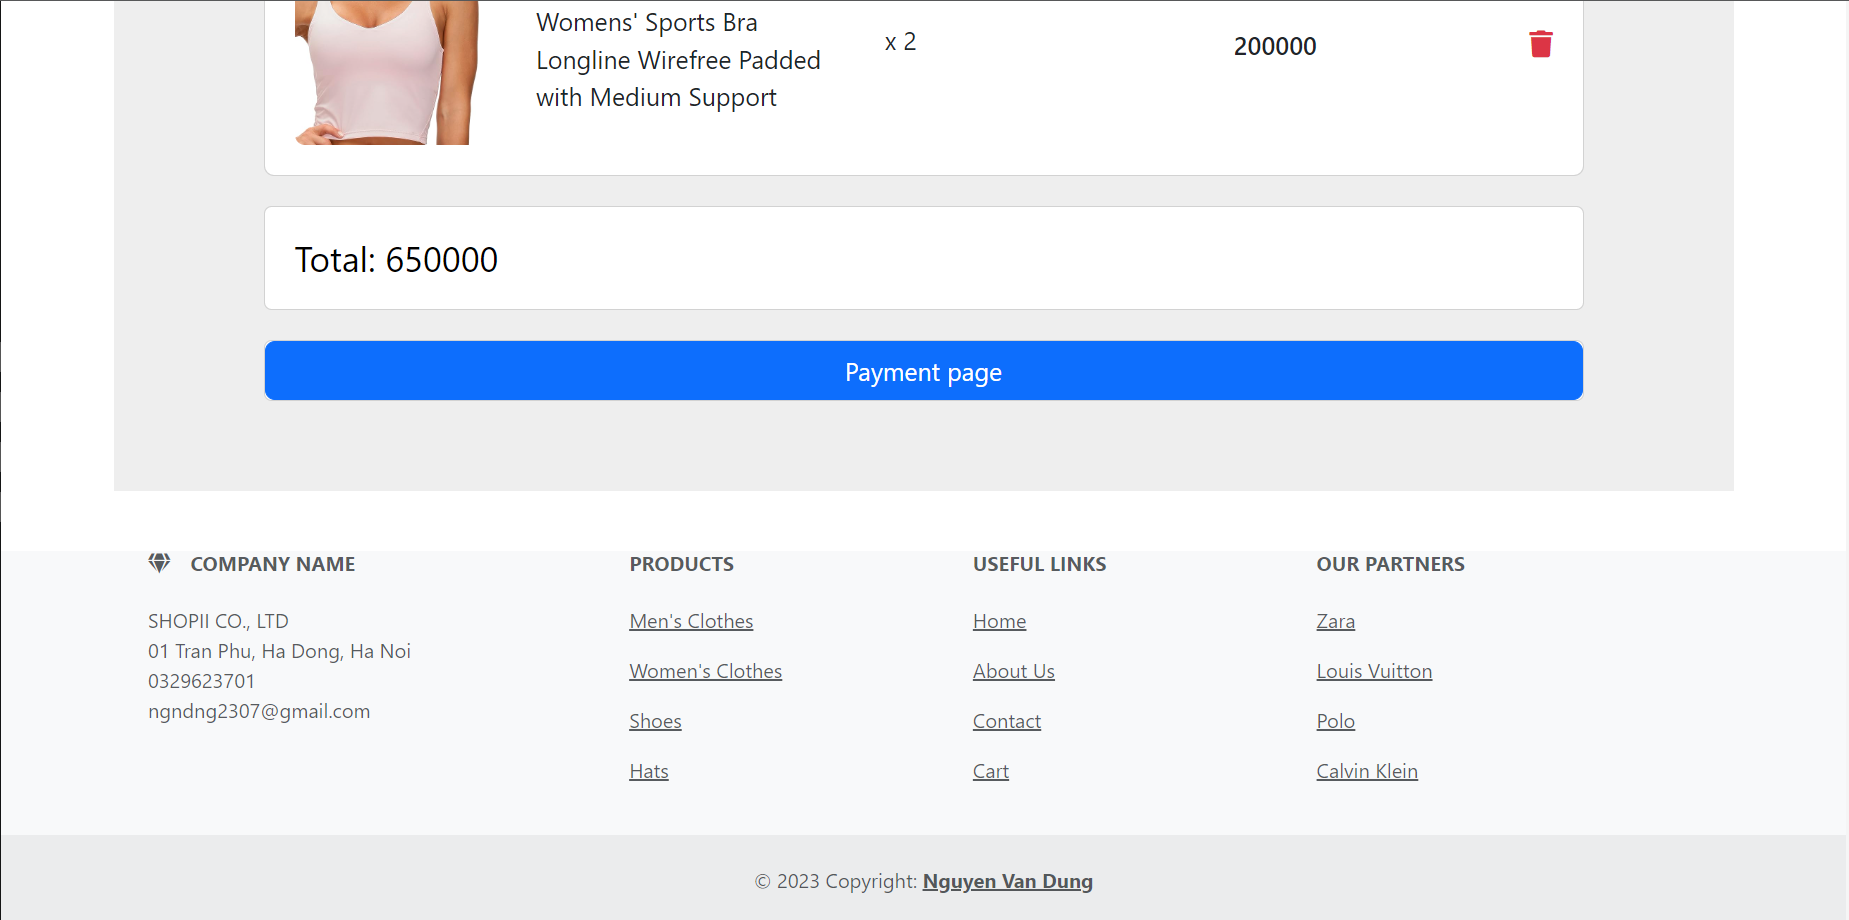 Womens' Sports Bra
Longline Wirefree Padded
with Medium Support
x 2
200000
Total: 650000
Payment page
COMPANY NAME
SHOPII CO., LTD
01 Tran Phu, Ha Dong, Ha Noi
0329623701
ngndng2307@gmail.com
PRODUCTS
Men's Clothes
Women's Clothes
Shoes
Hats
USEFUL LINKS
Home
About Us
Contact
Cart
OUR PARTNERS
Zara
Louis Vuitton
Polo
Calvin Klein
© 2023 Copyright: Nguyen Van Dung